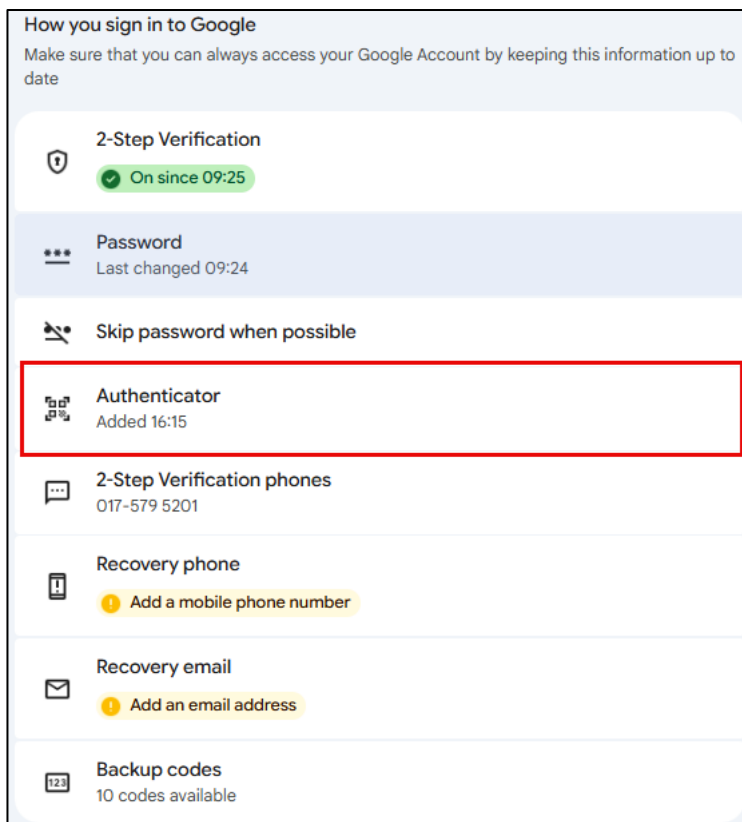 How you sign in to Google
Make sure that you can always access your Google Account by keeping this information up to
date
2-Step Verification
On since 09:25
Password
Last changed 09:24
Skip password when possible
Authenticator
Added 16:15
2-Step Verification phones
017-579 5201
Recovery phone
Add a mobile phone number
Recovery email
Add an email address
123
Backup codes
10 codes available